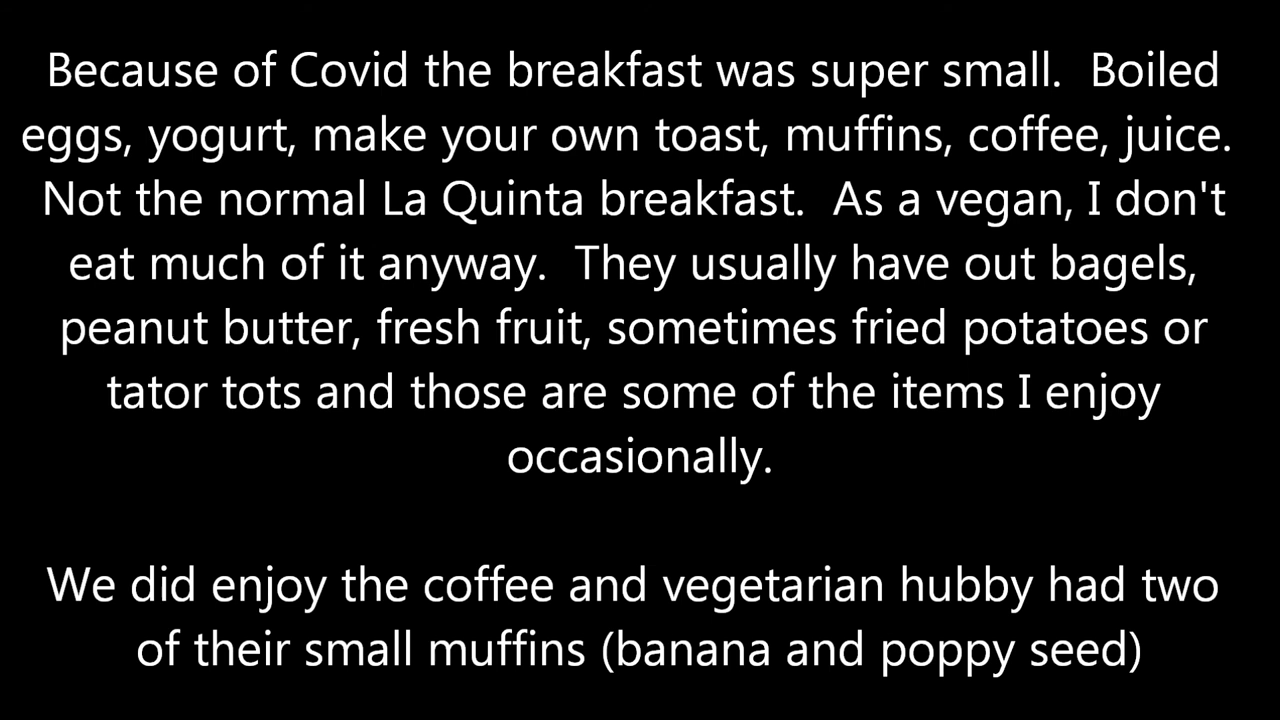 Because of Covid the breakfast was super small.  Boiled
eggs, yogurt, make your own toast, muffins, coffee, juice.
Not the normal La Quinta breakfast.  As a vegan, I don't
eat much of it anyway.  They usually have out bagels,
peanut butter, fresh fruit, sometimes fried potatoes or
tator tots and those are some of the items I enjoy
occasionally.
We did enjoy the coffee and vegetarian hubby had two
of their small muffins (banana and poppy seed)